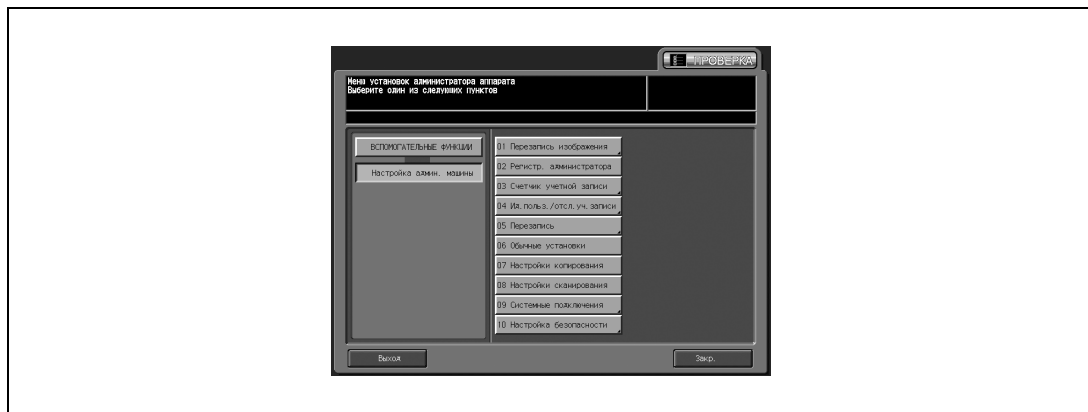 ПРОВЕРКА
Меню установок администратора аппарата
Выберите один из следующих пунктов
ВСПОМОГАТЕЛЬНЫЕ ФУНКЦИИ
Настройка админ. машины
01 Перезапись изображения
02 Регистр. администратора
03 Счетчик учетной записи
04 Ид.польз./отсл.уч.записи
05 Перезапись
06 Обычные установки
07 Настройки копирования
08 Настройки сканирования
09 Системные подключения
10 Настройка безопасности
Выход
Закр.